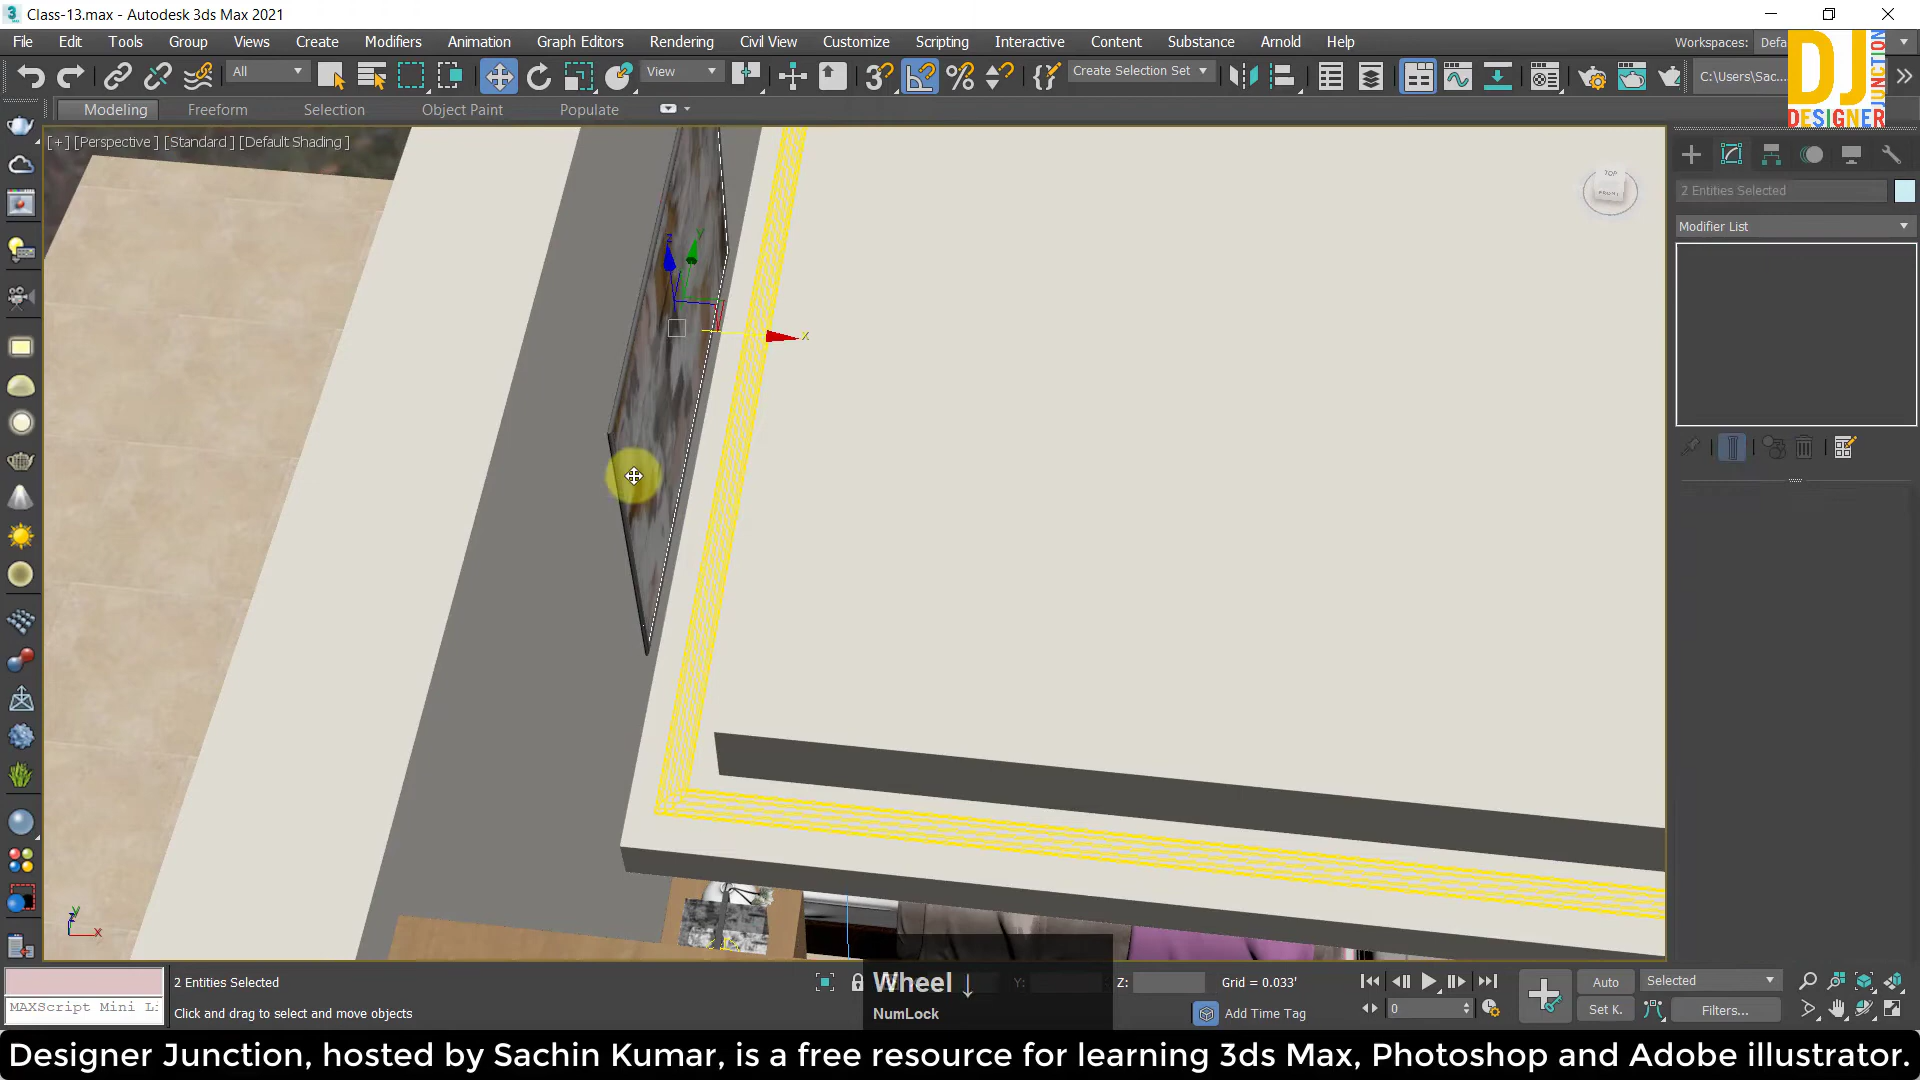 Class-13.max - Autodesk 3ds Max 2021
File Edit Tools Group Views Create Modifiers Animation Graph Editors Rendering Civil View Customize Scripting Interactive Content Substance Arnold Help
Workspaces: Defa
All View Create Selection Set C:\Users\Sac...
DJ DESIGNER JUNCTION
Modeling Freeform Selection Object Paint Populate
[+] [Perspective] [Standard] [Default Shading]
TOP
FRONT
2 Entities Selected
Modifier List
z y
x
z y
x
2 Entities Selected
Click and drag to select and move objects
MAXScript Mini Li
Wheel ↓
NumLock
Y: Z: Grid = 0.033'
Add Time Tag
0
Auto Selected
Set K. Filters...
Designer Junction, hosted by Sachin Kumar, is a free resource for learning 3ds Max, Photoshop and Adobe illustrator.